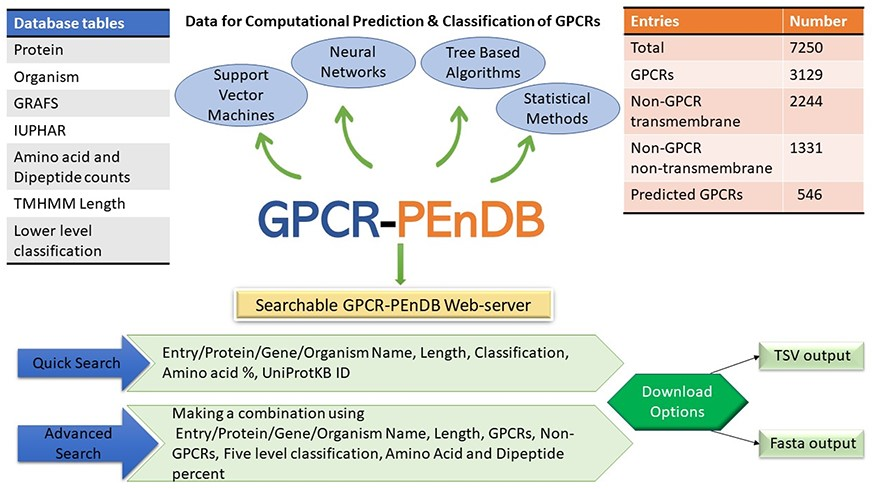 Database tables
Protein
Organism
GRAFS
IUPHAR
Amino acid and
Dipeptide counts
TMHMM Length
Lower level
classification
Data for Computational Prediction & Classification of GPCRs
Support
Vector
Machines
Neural
Networks
Tree Based
Algorithms
Statistical
Methods
Entries Number
Total 7250
GPCRs 3129
Non-GPCR
transmembrane 2244
Non-GPCR
non-transmembrane 1331
Predicted GPCRs 546
GPCR-PEnDB
Searchable GPCR-PEnDB Web-server
Quick Search
Entry/Protein/Gene/Organism Name, Length, Classification,
Amino acid %, UniProtKB ID
Advanced
Search
Making a combination using
Entry/Protein/Gene/Organism Name, Length, GPCRs, Non-
GPCRs, Five level classification, Amino Acid and Dipeptide
percent
Download
Options
TSV output
Fasta output